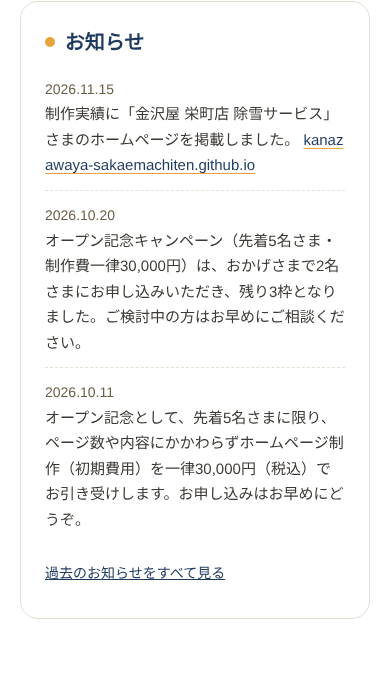 お知らせ
2026.11.15
制作実績に「金沢屋 栄町店 除雪サービス」
さまのホームページを掲載しました。 kanaz
awaya-sakaemachiten.github.io
2026.10.20
オープン記念キャンペーン（先着5名さま・
制作費一律30,000円）は、おかげさまで2名
さまにお申し込みいただき、残り3枠となり
ました。ご検討中の方はお早めにご相談くだ
さい。
2026.10.11
オープン記念として、先着5名さまに限り、
ページ数や内容にかかわらずホームページ制
作（初期費用）を一律30,000円（税込）で
お引き受けします。お申し込みはお早めにど
うぞ。
過去のお知らせをすべて見る